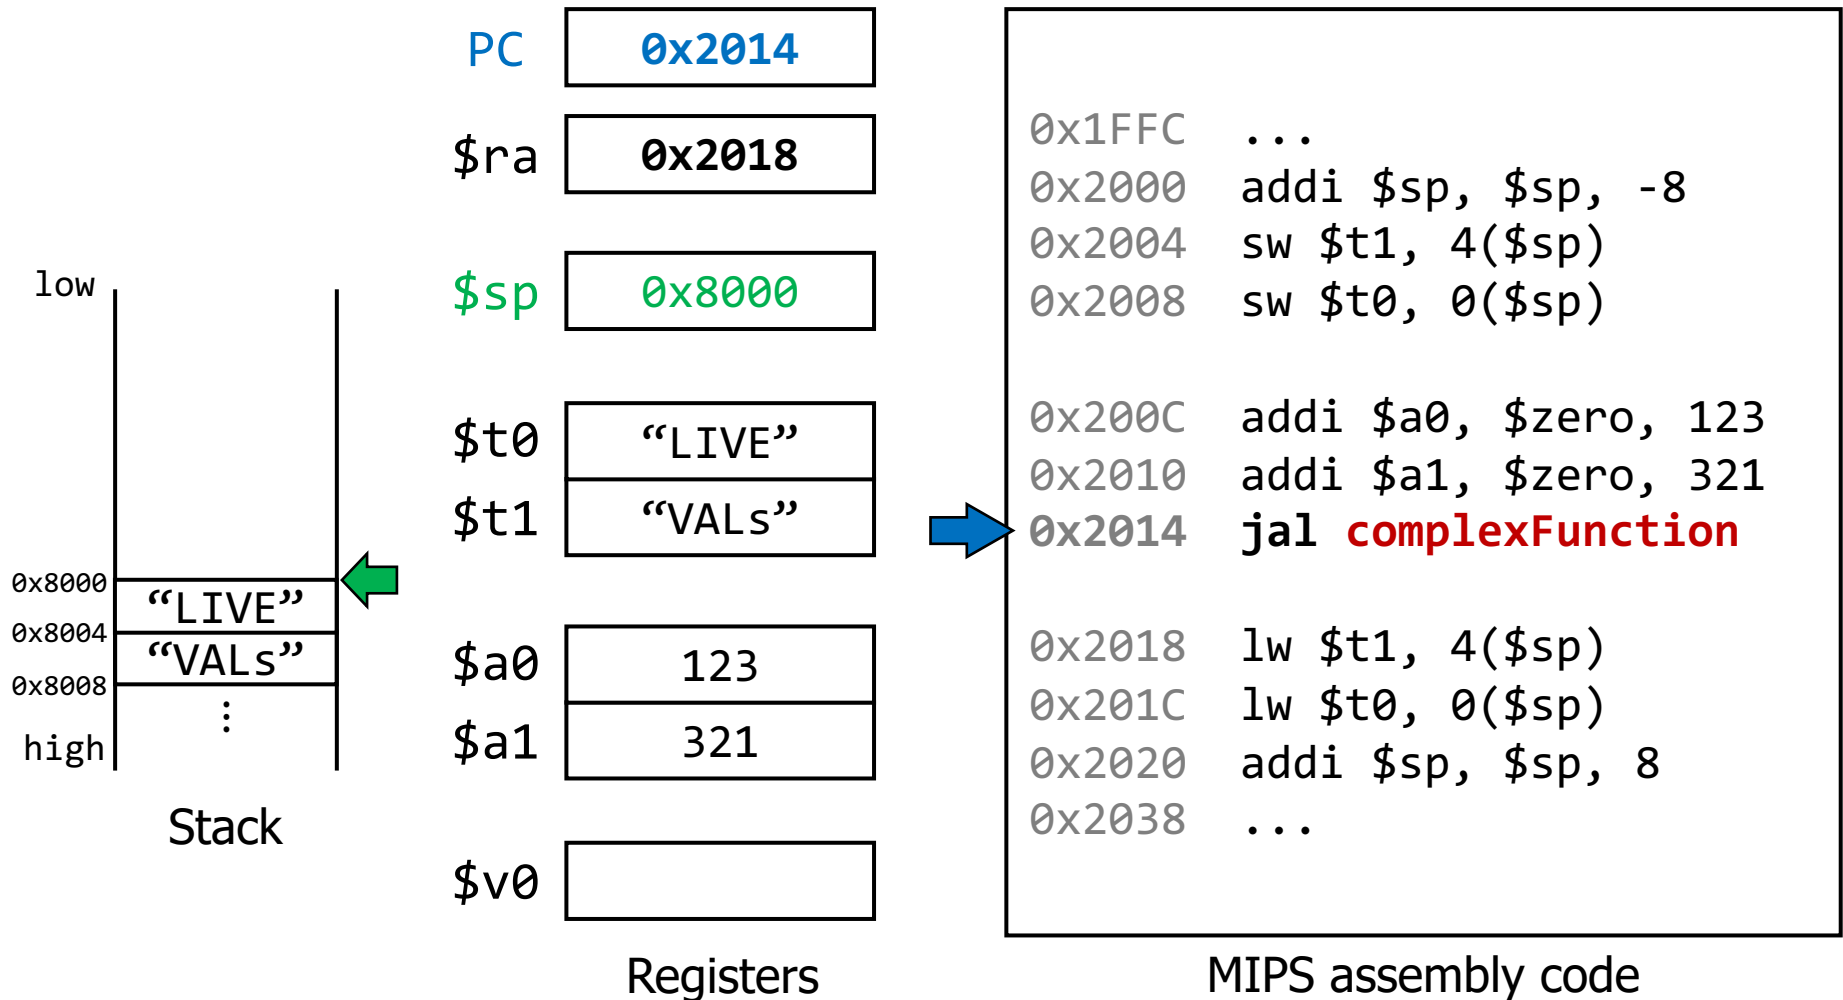 PC 0x2014
$ra 0x2018
$sp 0x8000
$t0 “LIVE”
$t1 “VALs”
$a0 123
$a1 321
$v0
Registers
low
0x8000
“LIVE”
0x8004
“VALs”
0x8008
⋮
high
Stack
0x1FFC ...
0x2000 addi $sp, $sp, -8
0x2004 sw $t1, 4($sp)
0x2008 sw $t0, 0($sp)
0x200C addi $a0, $zero, 123
0x2010 addi $a1, $zero, 321
0x2014 jal complexFunction
0x2018 lw $t1, 4($sp)
0x201C lw $t0, 0($sp)
0x2020 addi $sp, $sp, 8
0x2038 ...
MIPS assembly code